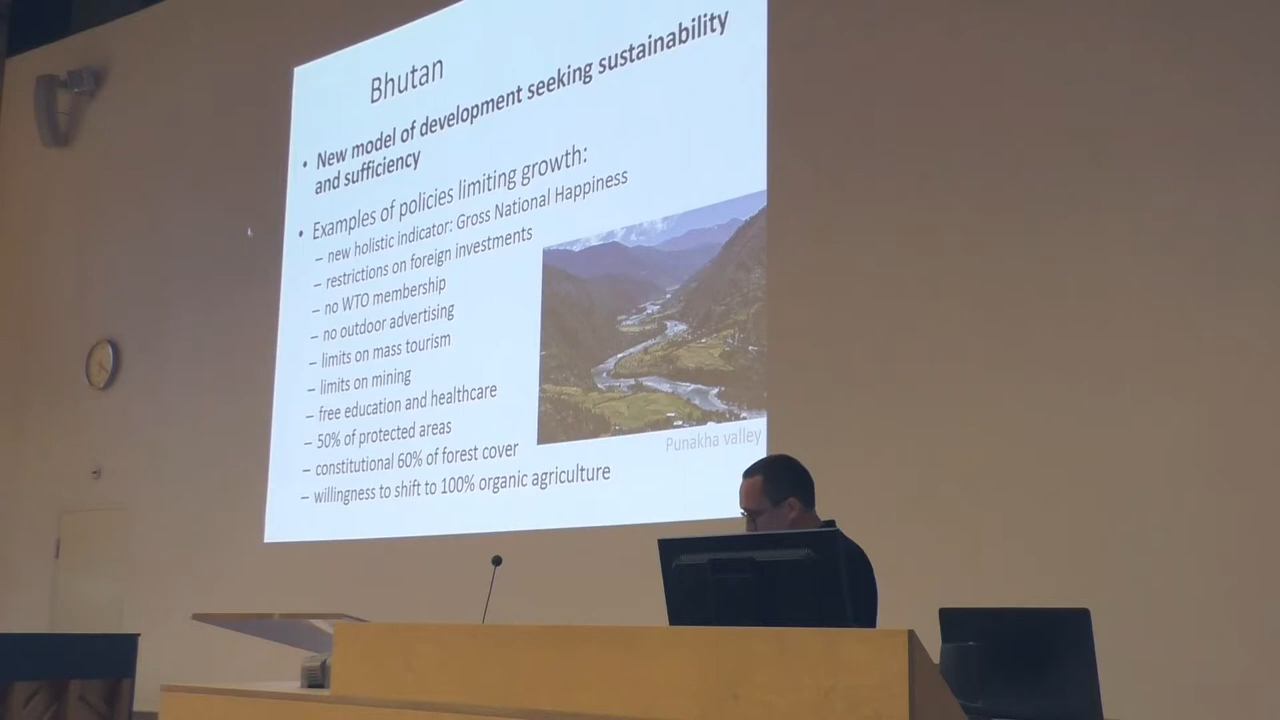 Bhutan
• New model of development seeking sustainability
and sufficiency
• Examples of policies limiting growth:
– new holistic indicator: Gross National Happiness
– restrictions on foreign investments
– no WTO membership
– no outdoor advertising
– limits on mass tourism
– limits on mining
– free education and healthcare
– 50% of protected areas
– constitutional 60% of forest cover
– willingness to shift to 100% organic agriculture
Punakha valley